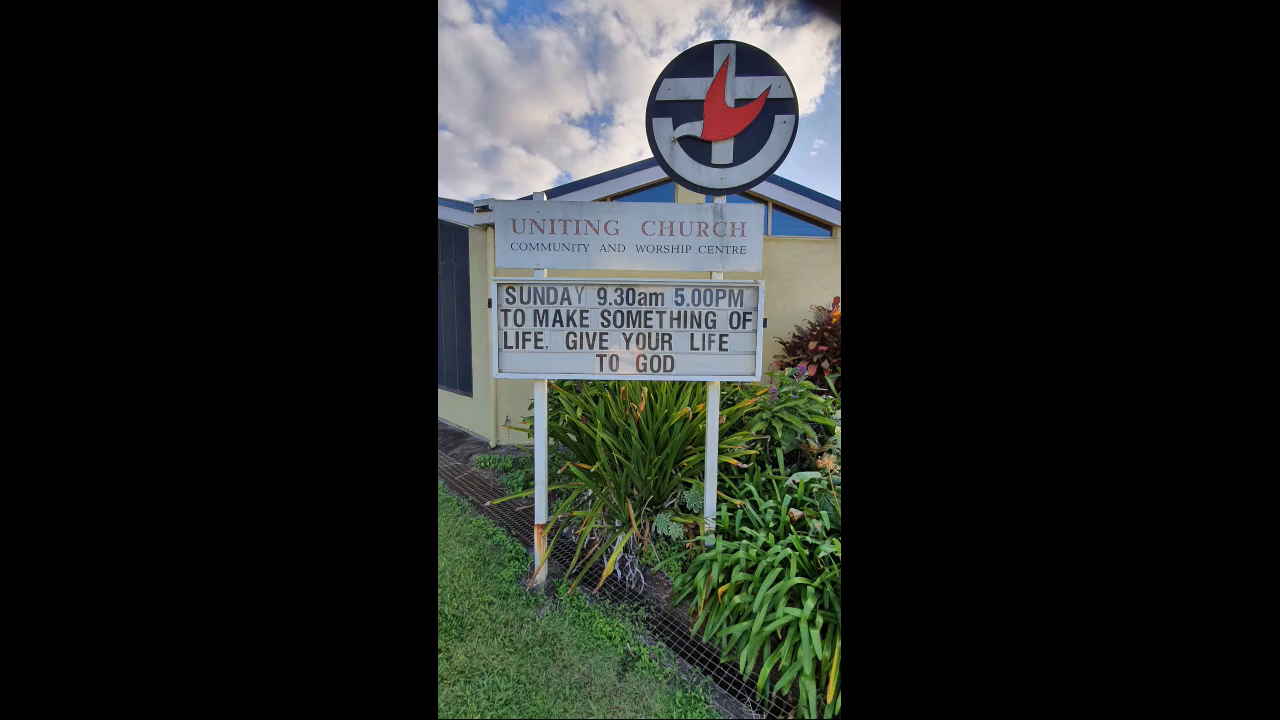 UNITING CHURCH
COMMUNITY AND WORSHIP CENTRE
SUNDAY 9.30am 5.00PM
TO MAKE SOMETHING OF
LIFE, GIVE YOUR LIFE
TO GOD